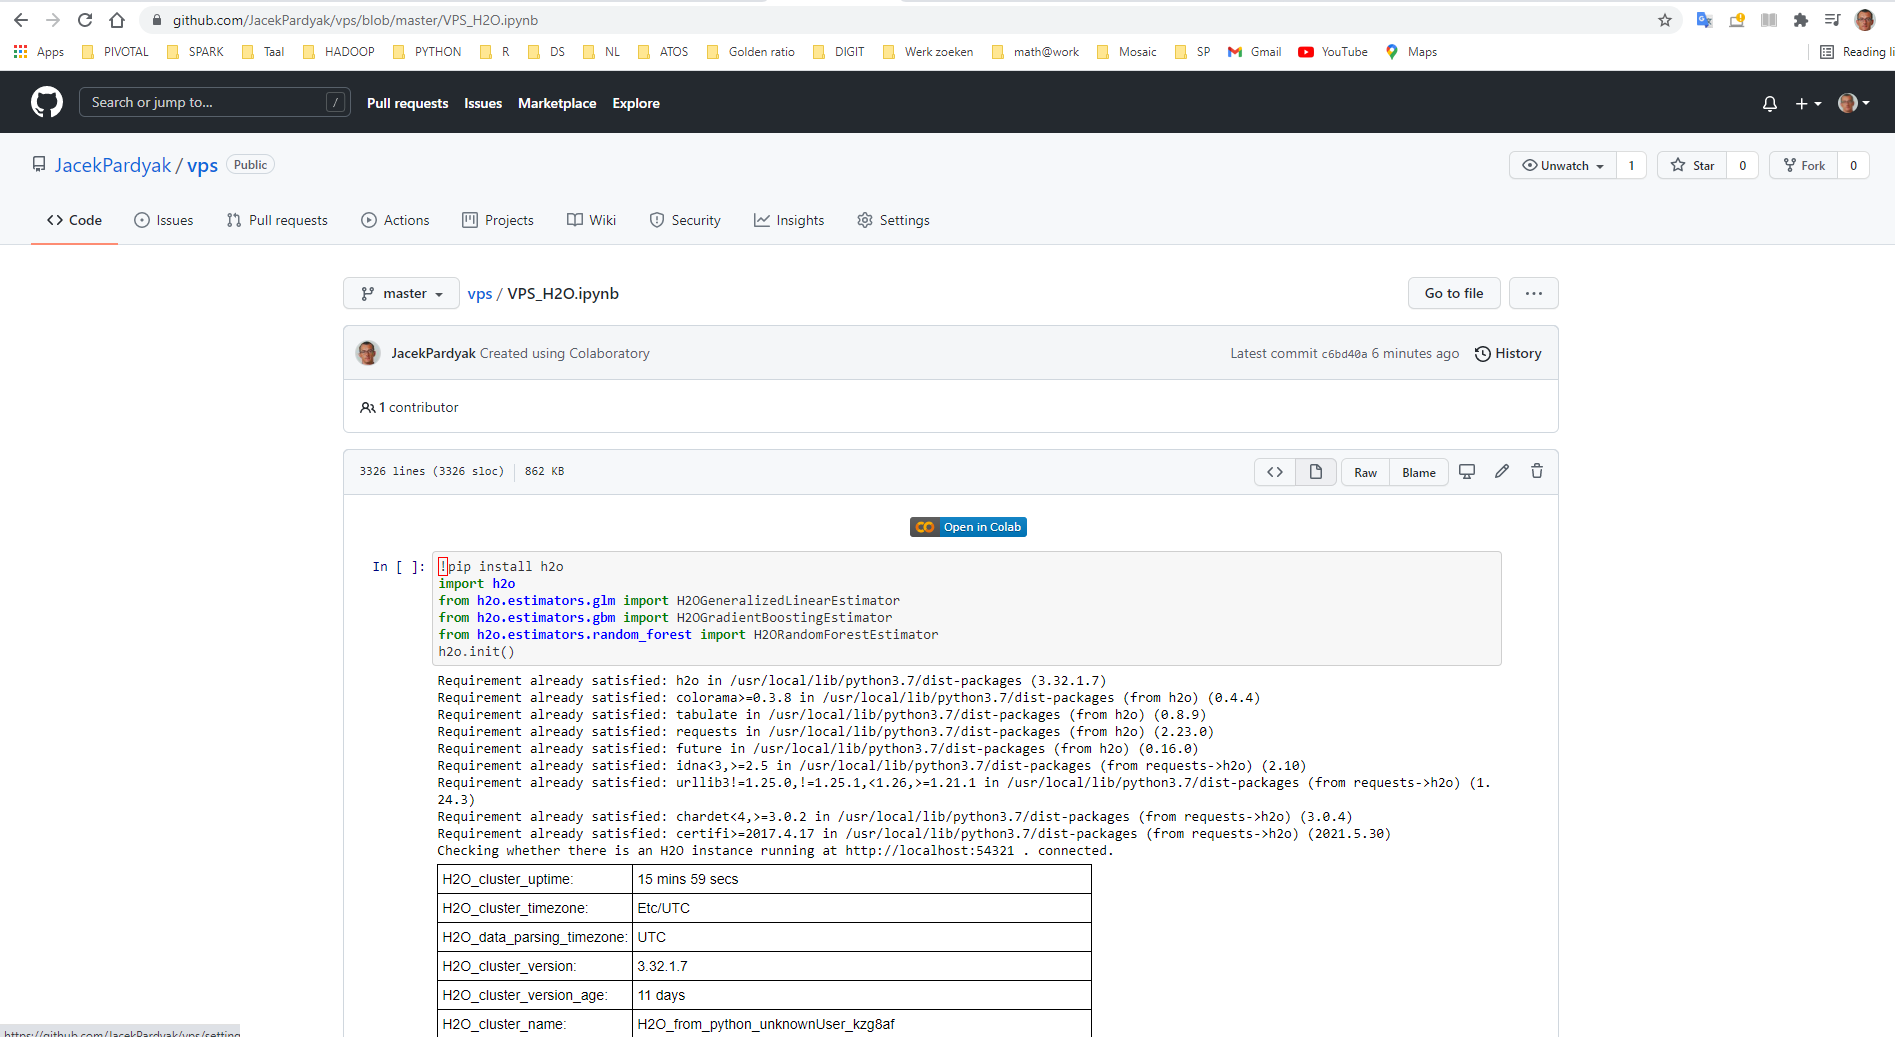 github.com/JacekPardyak/vps/blob/master/VPS_H2O.ipynb
Apps PIVOTAL SPARK Taal HADOOP PYTHON R DS NL ATOS Golden ratio DIGIT Werk zoeken math@work Mosaic SP Gmail YouTube Maps Reading li
Search or jump to... / Pull requests Issues Marketplace Explore
JacekPardyak / vps Public Unwatch 1 Star 0 Fork 0
Code Issues Pull requests Actions Projects Wiki Security Insights Settings
master vps / VPS_H2O.ipynb Go to file ...
JacekPardyak Created using Colaboratory Latest commit c6bd40a 6 minutes ago History
1 contributor
3326 lines (3326 sloc) 862 KB <> Raw Blame
CO Open in Colab
In [ ]: !pip install h2o
import h2o
from h2o.estimators.glm import H2OGeneralizedLinearEstimator
from h2o.estimators.gbm import H2OGradientBoostingEstimator
from h2o.estimators.random_forest import H2ORandomForestEstimator
h2o.init()
Requirement already satisfied: h2o in /usr/local/lib/python3.7/dist-packages (3.32.1.7)
Requirement already satisfied: colorama>=0.3.8 in /usr/local/lib/python3.7/dist-packages (from h2o) (0.4.4)
Requirement already satisfied: tabulate in /usr/local/lib/python3.7/dist-packages (from h2o) (0.8.9)
Requirement already satisfied: requests in /usr/local/lib/python3.7/dist-packages (from h2o) (2.23.0)
Requirement already satisfied: future in /usr/local/lib/python3.7/dist-packages (from h2o) (0.16.0)
Requirement already satisfied: idna<3,>=2.5 in /usr/local/lib/python3.7/dist-packages (from requests->h2o) (2.10)
Requirement already satisfied: urllib3!=1.25.0,!=1.25.1,<1.26,>=1.21.1 in /usr/local/lib/python3.7/dist-packages (from requests->h2o) (1.
24.3)
Requirement already satisfied: chardet<4,>=3.0.2 in /usr/local/lib/python3.7/dist-packages (from requests->h2o) (3.0.4)
Requirement already satisfied: certifi>=2017.4.17 in /usr/local/lib/python3.7/dist-packages (from requests->h2o) (2021.5.30)
Checking whether there is an H2O instance running at http://localhost:54321 . connected.
H2O_cluster_uptime: 15 mins 59 secs
H2O_cluster_timezone: Etc/UTC
H2O_data_parsing_timezone: UTC
H2O_cluster_version: 3.32.1.7
H2O_cluster_version_age: 11 days
H2O_cluster_name: H2O_from_python_unknownUser_kzg8af
https://github.com/JacekPardyak/vps/setting